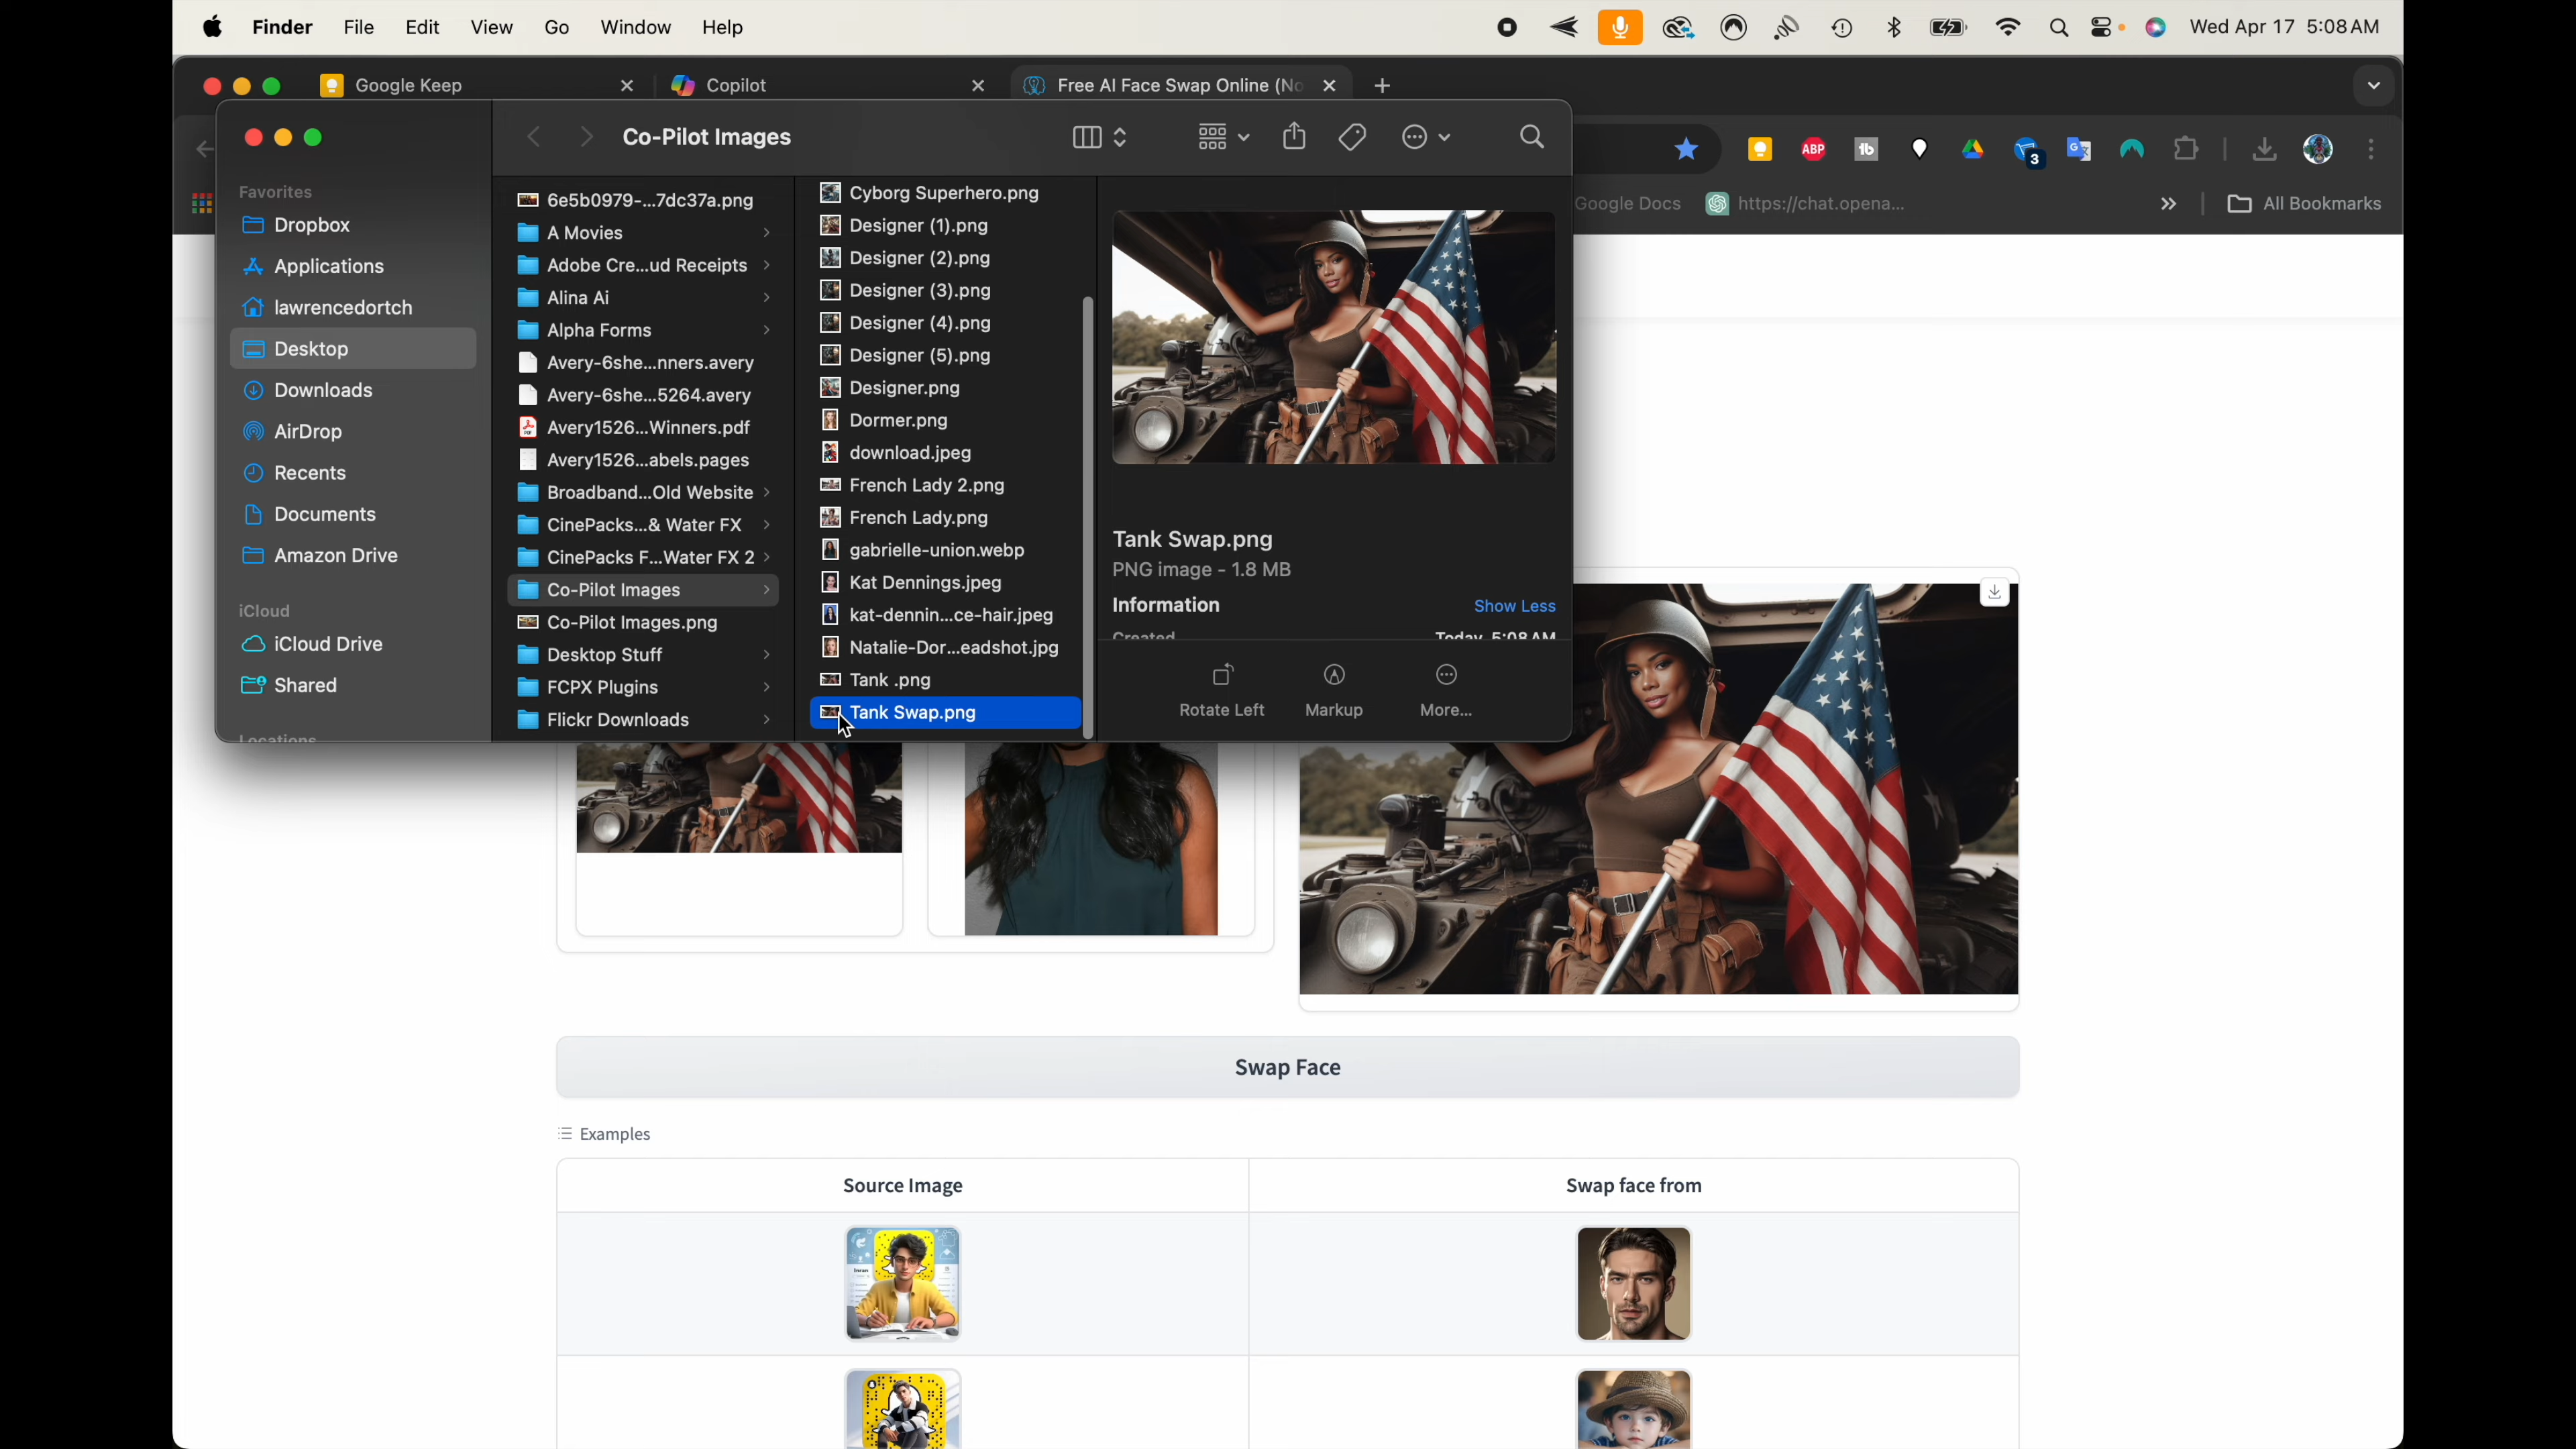 Finder File Edit View Go Window Help Wed Apr 17 5:08 AM
Google Keep Copilot Free AI Face Swap Online (No
Co-Pilot Images
ABP
3
Google Docs https://chat.opena... All Bookmarks
Favorites
Dropbox
Applications
lawrencedortch
Desktop
Downloads
AirDrop
Recents
Documents
Amazon Drive
iCloud
iCloud Drive
Shared
Locations
6e5b0979-...7dc37a.png
A Movies
Adobe Cre...ud Receipts
Alina Ai
Alpha Forms
Avery-6she...nners.avery
Avery-6she...5264.avery
Avery1526...Winners.pdf
Avery1526...abels.pages
Broadband...Old Website
CinePacks...& Water FX
CinePacks F...Water FX 2
Co-Pilot Images
Co-Pilot Images.png
Desktop Stuff
FCPX Plugins
Flickr Downloads
Cyborg Superhero.png
Designer (1).png
Designer (2).png
Designer (3).png
Designer (4).png
Designer (5).png
Designer.png
Dormer.png
download.jpeg
French Lady 2.png
French Lady.png
gabrielle-union.webp
Kat Dennings.jpeg
kat-dennin...ce-hair.jpeg
Natalie-Dor...eadshot.jpg
Tank .png
Tank Swap.png
Tank Swap.png
PNG image - 1.8 MB
Information Show Less
Created Today, 5:08 AM
Rotate Left Markup More...
Swap Face
Examples
Source Image Swap face from